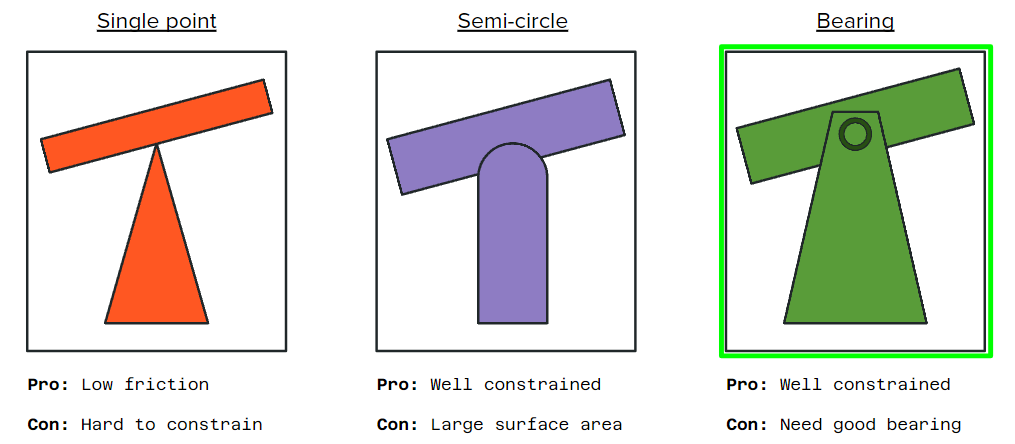 Single point
Semi-circle
Bearing
Pro: Low friction
Con: Hard to constrain
Pro: Well constrained
Con: Large surface area
Pro: Well constrained
Con: Need good bearing